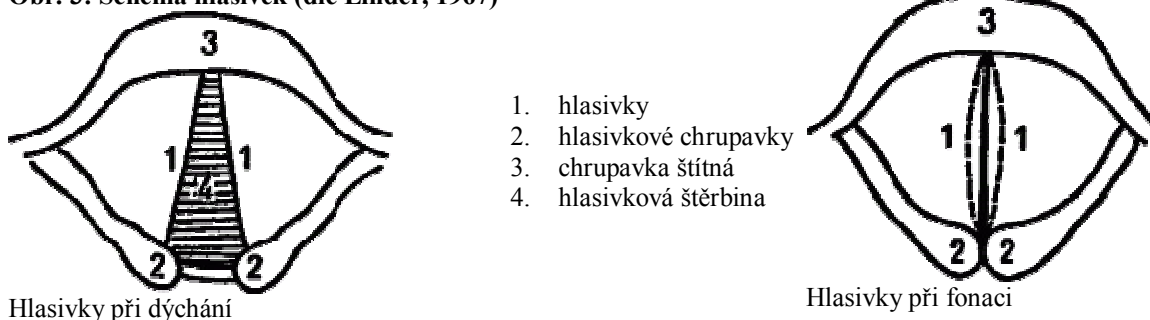 Obr. 3: Schéma hlasivek (dle Linder, 1967)
3
1 1
4
2 2
Hlasivky při dýchání
1. hlasivky
2. hlasivkové chrupavky
3. chrupavka štítná
4. hlasivková štěrbina
3
1 1
2 2
Hlasivky při fonaci